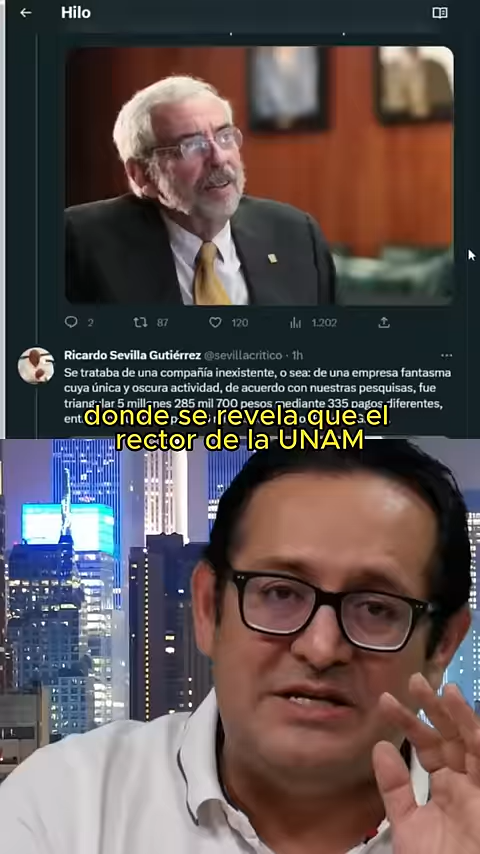 Hilo
2
87
120
1.202
Ricardo Sevilla Gutiérrez @sevillacritico · 1h
Se trataba de una compañía inexistente, o sea: de una empresa fantasma
cuya única y oscura actividad, de acuerdo con nuestras pesquisas, fue
triangular 5 millones 285 mil 700 pesos mediante 335 pagos diferentes,
donde se revela que el
rector de la UNAM